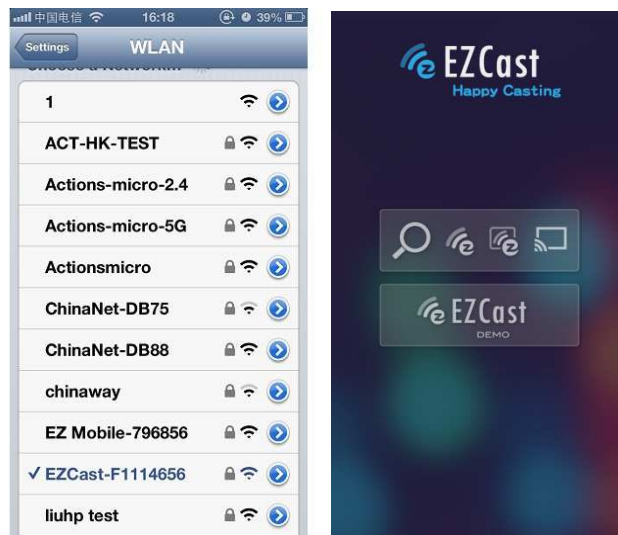 中国电信 16:18 39%
Settings WLAN
Choose a Network...
1
ACT-HK-TEST
Actions-micro-2.4
Actions-micro-5G
Actionsmicro
ChinaNet-DB75
ChinaNet-DB88
chinaway
EZ Mobile-796856
✓ EZCast-F1114656
liuhp test
EZCast
Happy Casting
EZCast
DEMO